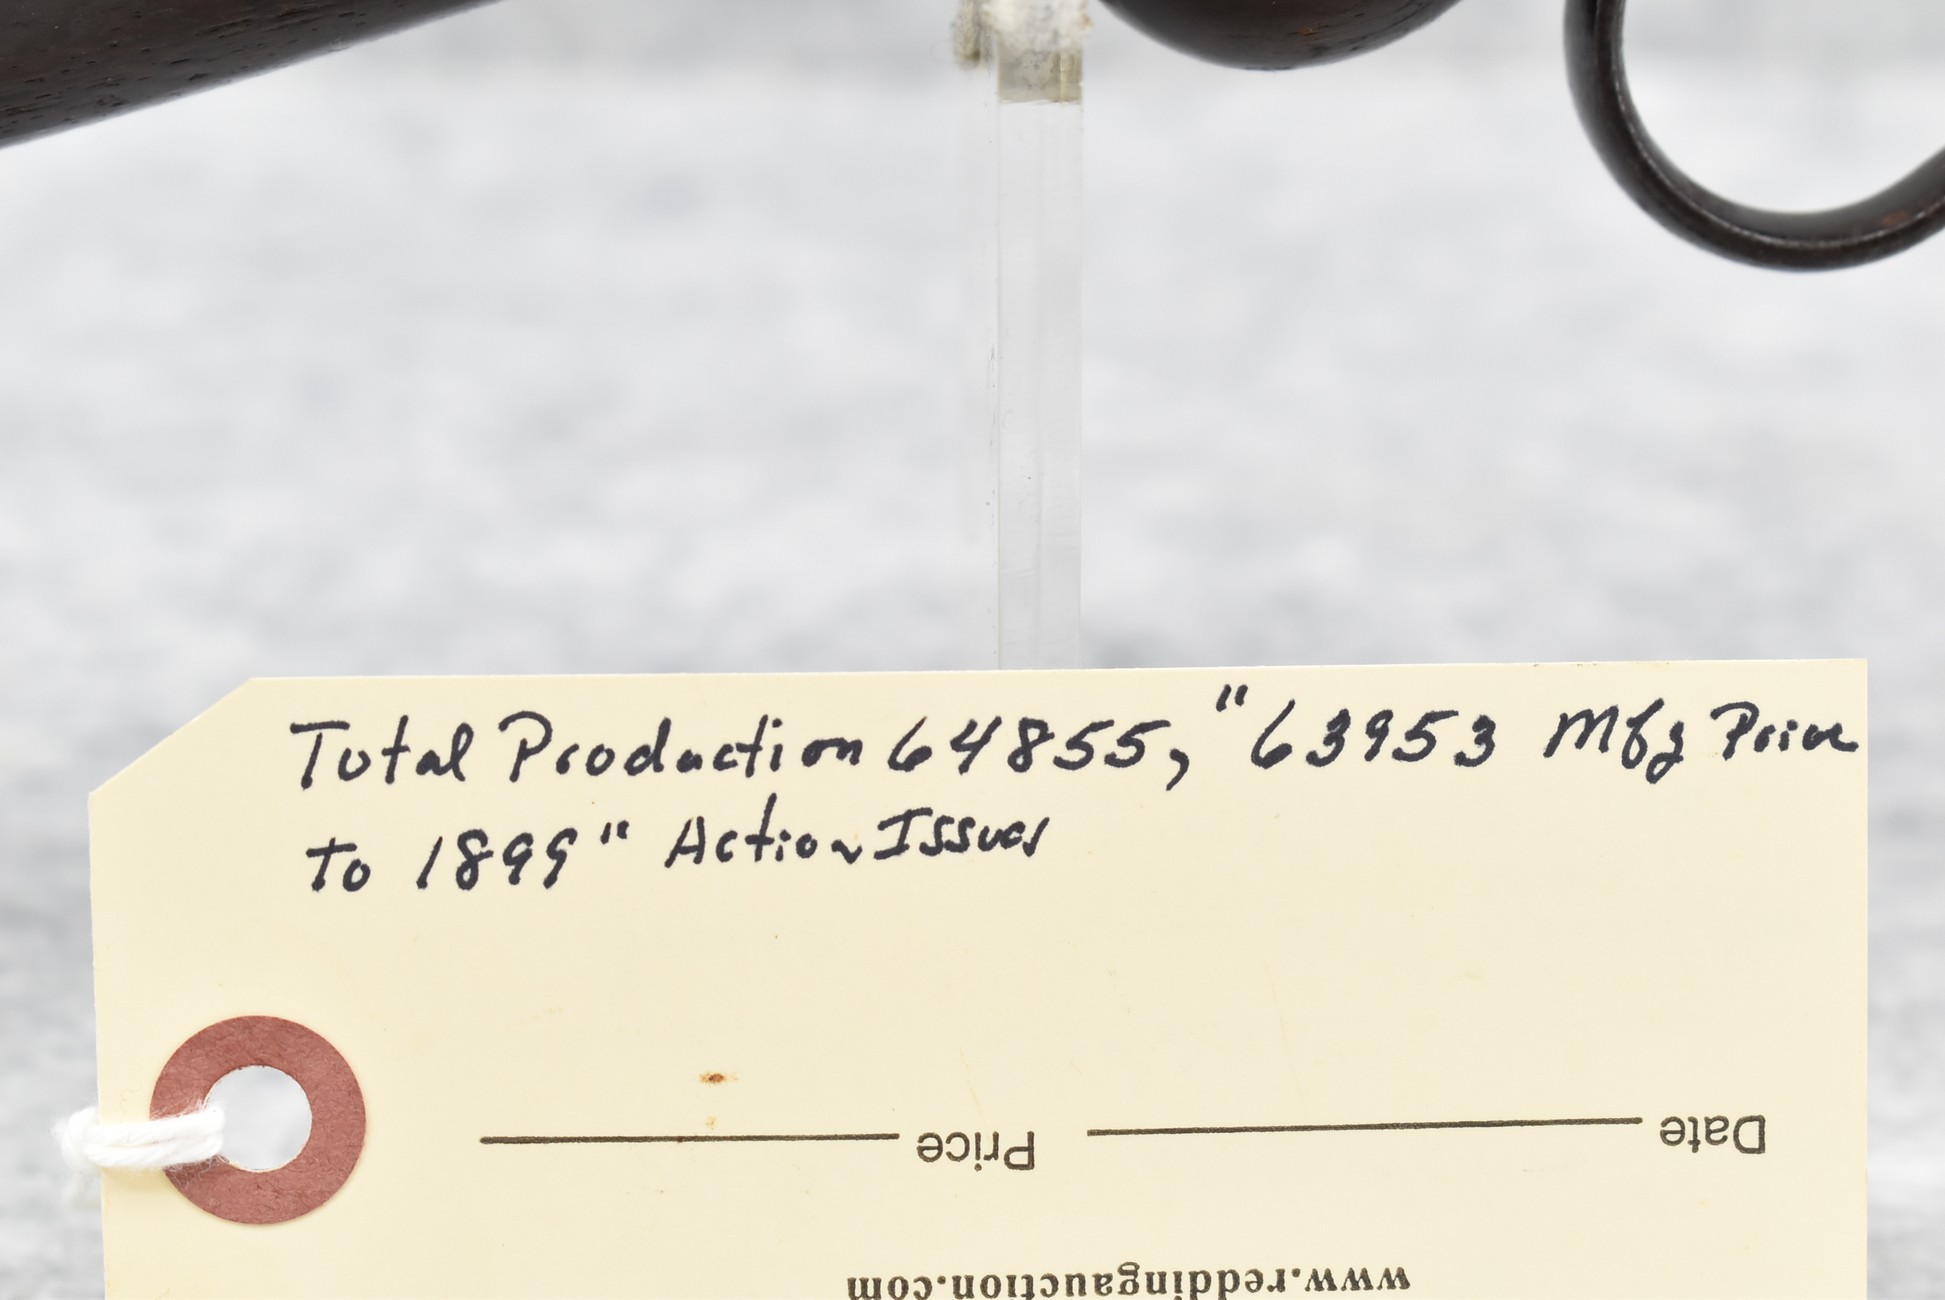 Total Production 64855, "63953 Mfg Prior
to 1899" Action Issues
Price
Date
www.reddingauction.com